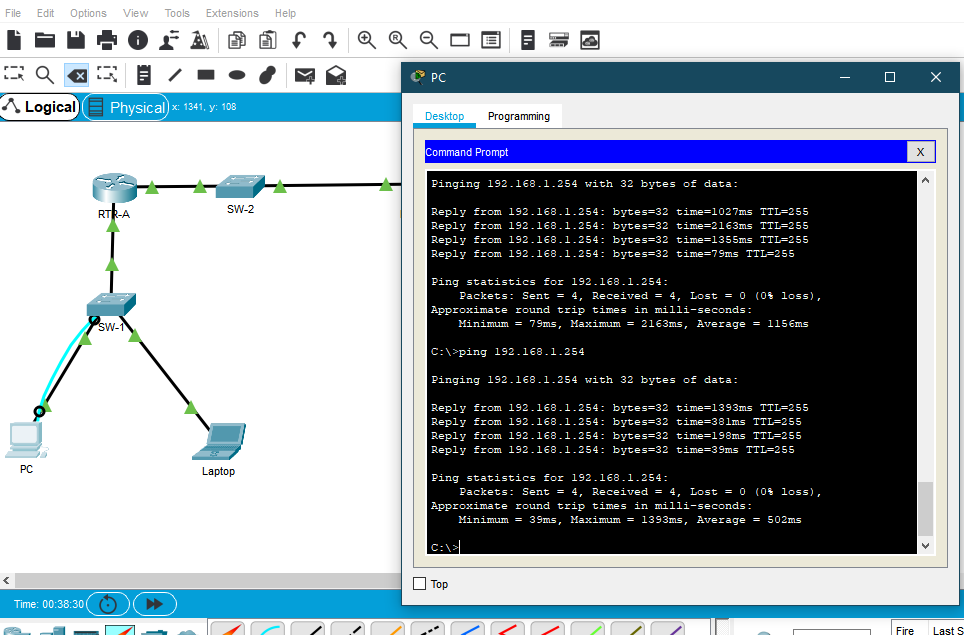 File Edit Options View Tools Extensions Help
PC
Logical Physical x: 1341, y: 108
Desktop Programming
Command Prompt X
Pinging 192.168.1.254 with 32 bytes of data:
Reply from 192.168.1.254: bytes=32 time=1027ms TTL=255
Reply from 192.168.1.254: bytes=32 time=2163ms TTL=255
Reply from 192.168.1.254: bytes=32 time=1355ms TTL=255
Reply from 192.168.1.254: bytes=32 time=79ms TTL=255
Ping statistics for 192.168.1.254:
Packets: Sent = 4, Received = 4, Lost = 0 (0% loss),
Approximate round trip times in milli-seconds:
Minimum = 79ms, Maximum = 2163ms, Average = 1156ms
C:\>ping 192.168.1.254
Pinging 192.168.1.254 with 32 bytes of data:
Reply from 192.168.1.254: bytes=32 time=1393ms TTL=255
Reply from 192.168.1.254: bytes=32 time=381ms TTL=255
Reply from 192.168.1.254: bytes=32 time=198ms TTL=255
Reply from 192.168.1.254: bytes=32 time=39ms TTL=255
Ping statistics for 192.168.1.254:
Packets: Sent = 4, Received = 4, Lost = 0 (0% loss),
Approximate round trip times in milli-seconds:
Minimum = 39ms, Maximum = 1393ms, Average = 502ms
C:\>
Top
RTR-A
SW-2
SW-1
PC
Laptop
Time: 00:38:30
Fire Last S